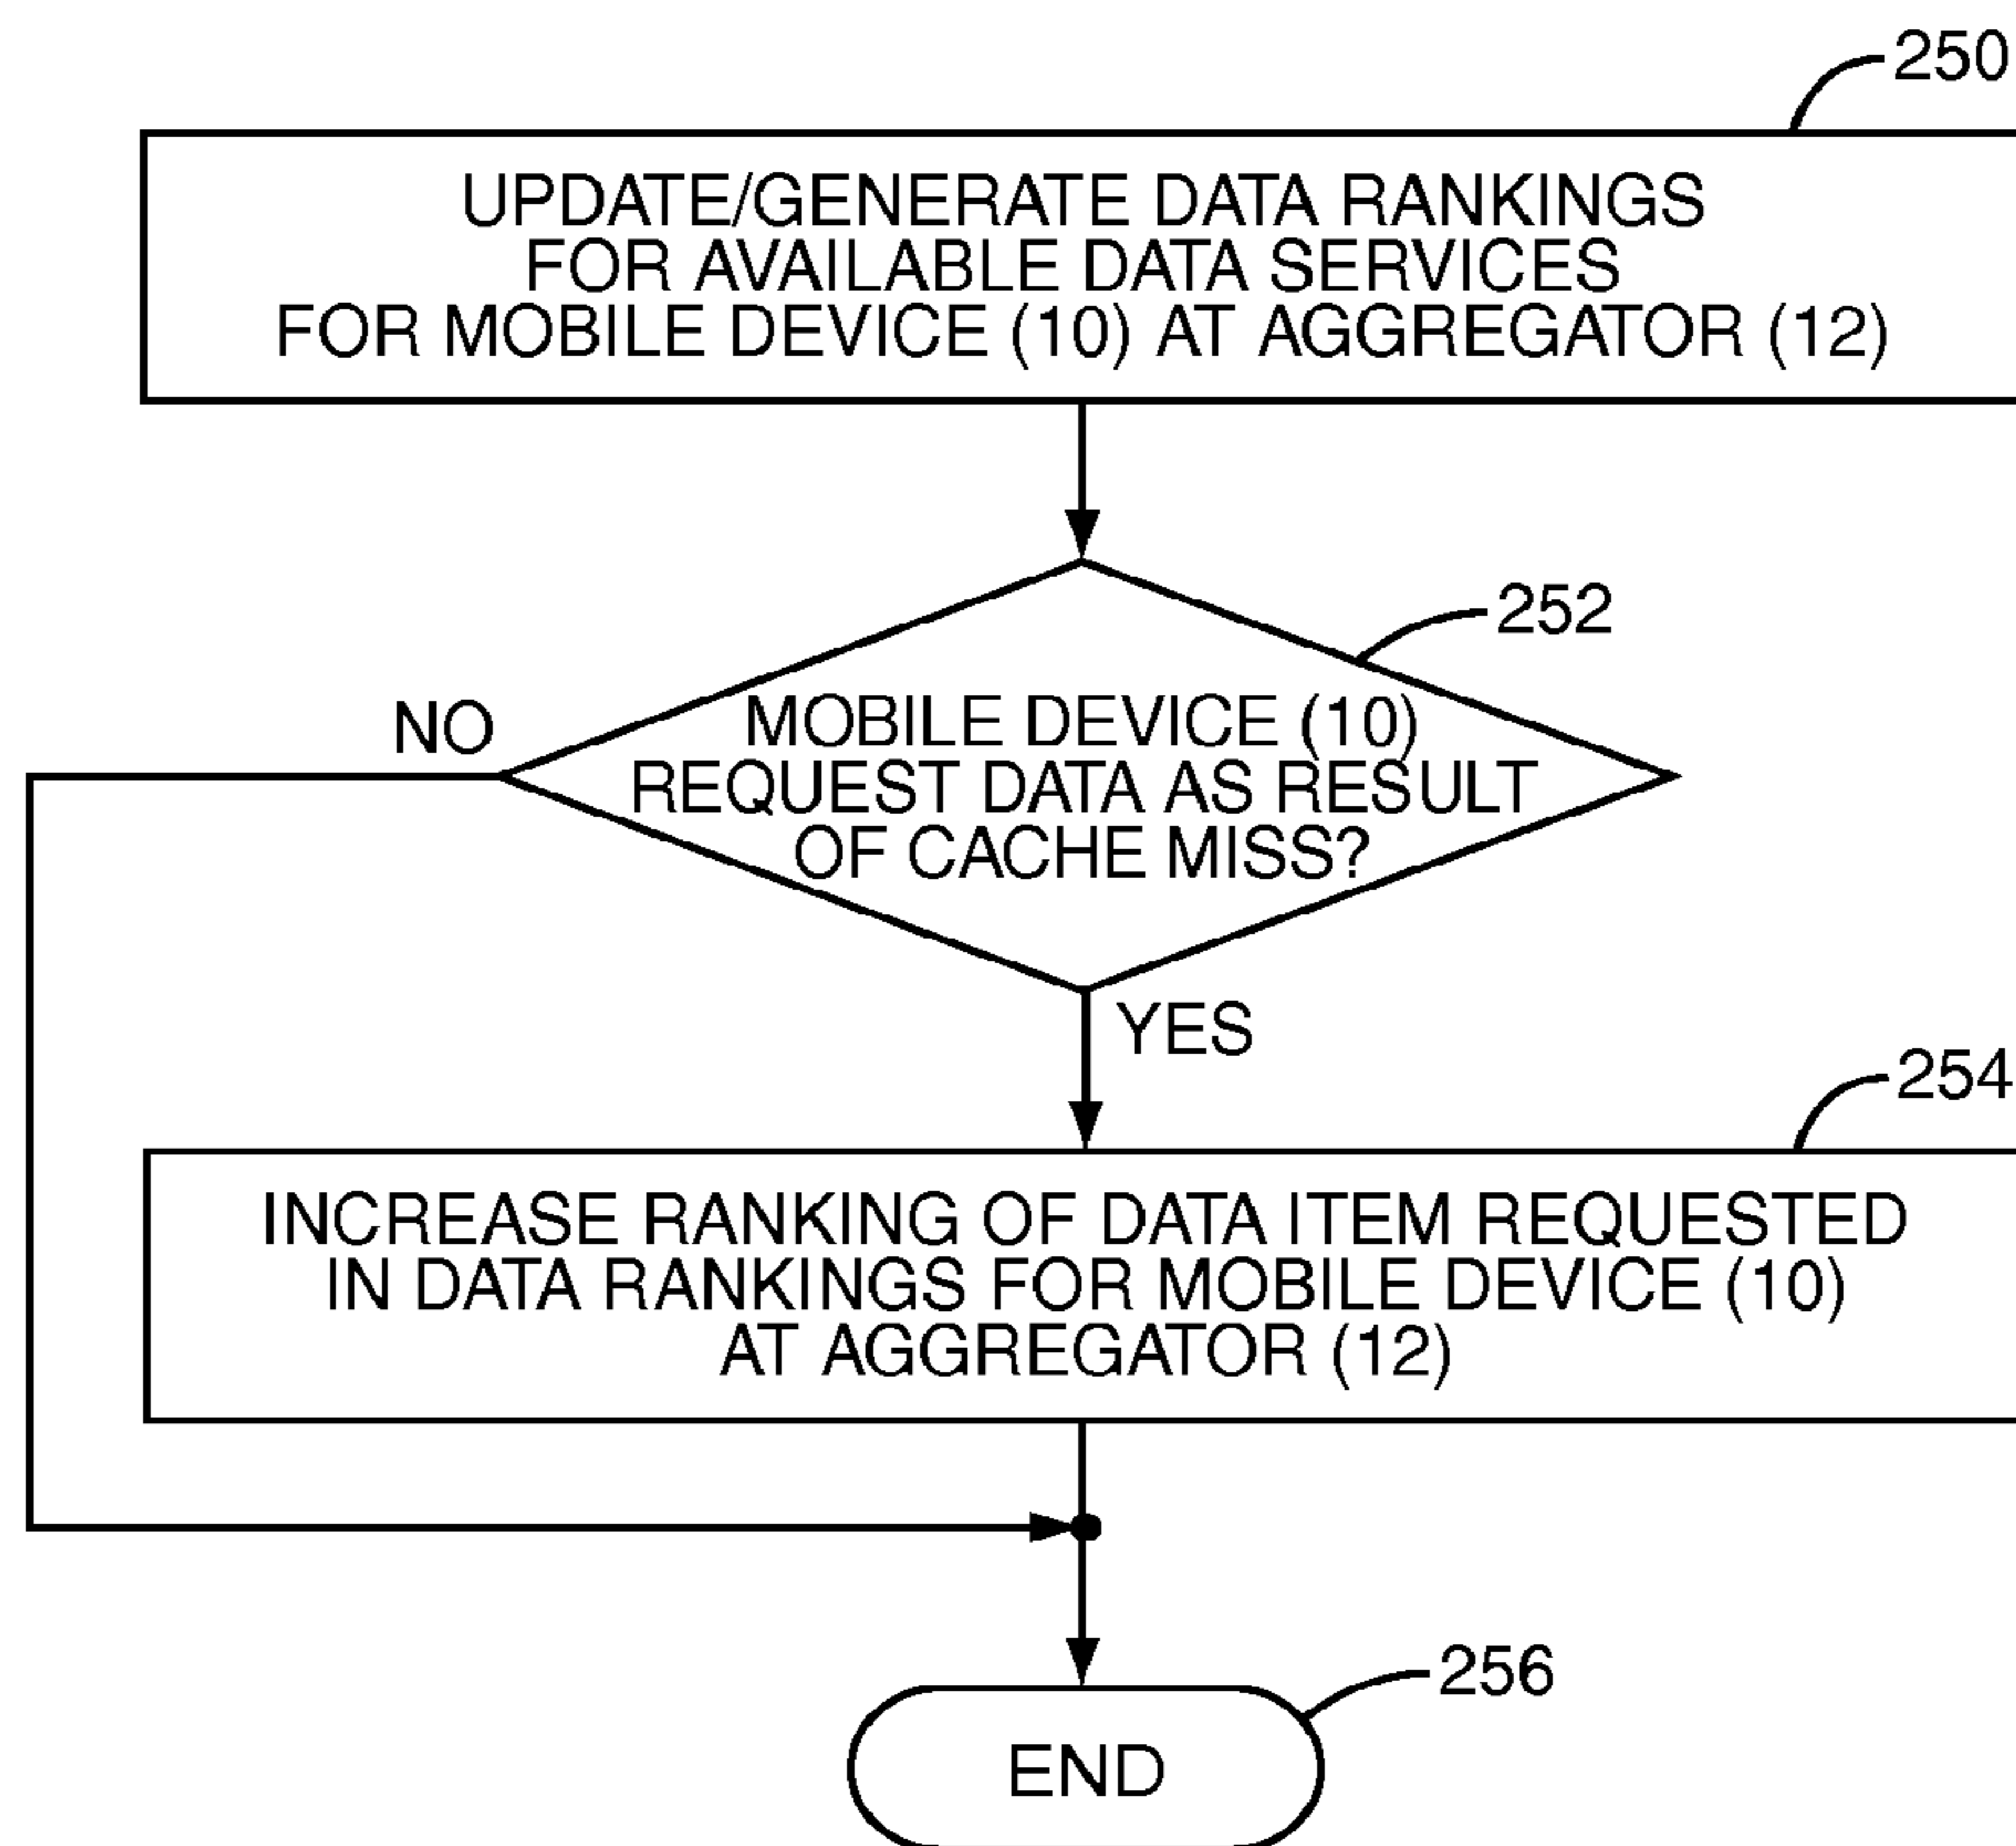 250
UPDATE/GENERATE DATA RANKINGS
FOR AVAILABLE DATA SERVICES
FOR MOBILE DEVICE (10) AT AGGREGATOR (12)
252
NO
MOBILE DEVICE (10)
REQUEST DATA AS RESULT
OF CACHE MISS?
YES
254
INCREASE RANKING OF DATA ITEM REQUESTED
IN DATA RANKINGS FOR MOBILE DEVICE (10)
AT AGGREGATOR (12)
256
END